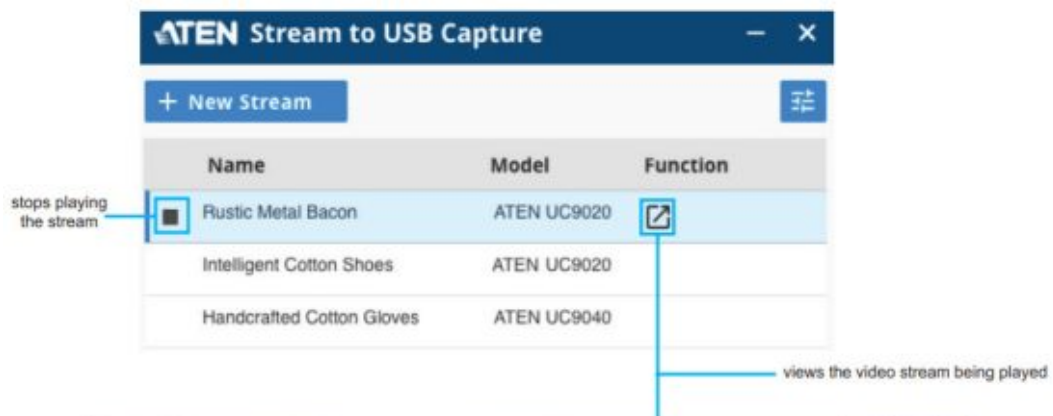 ATEN Stream to USB Capture
+ New Stream
Name Model Function
stops playing
the stream
Rustic Metal Bacon ATEN UC9020
Intelligent Cotton Shoes ATEN UC9020
Handcrafted Cotton Gloves ATEN UC9040
views the video stream being played